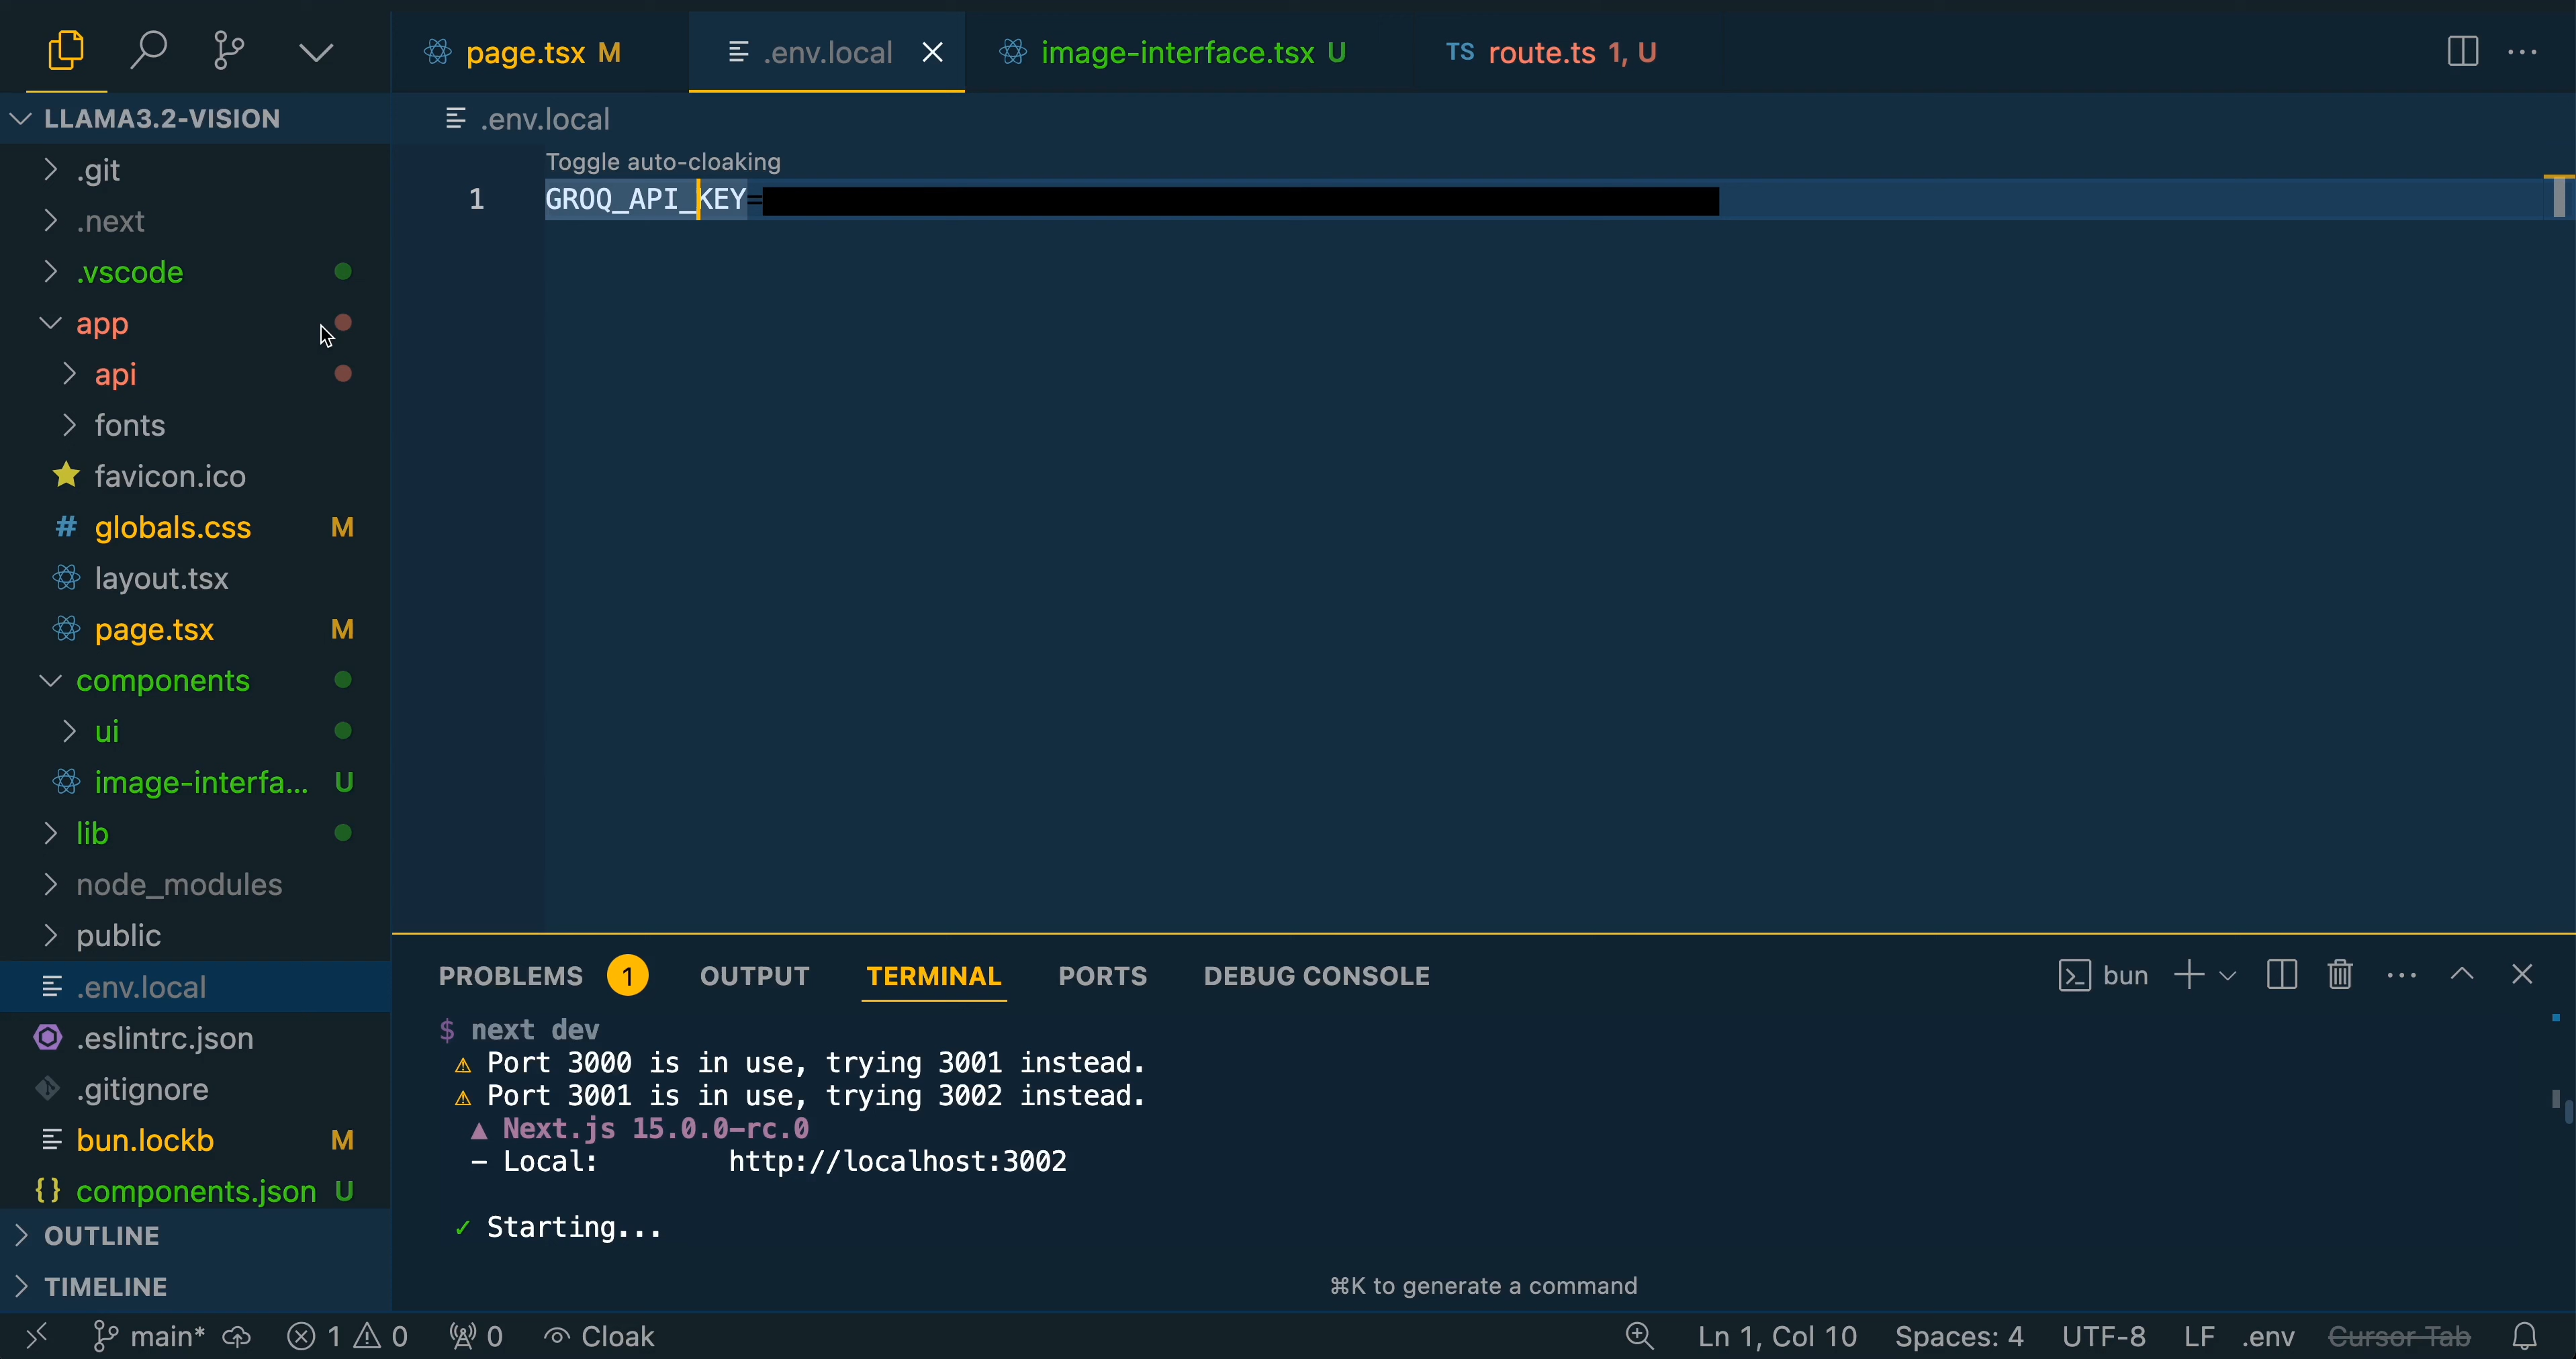 page.tsx M
.env.local
image-interface.tsx U
TS route.ts 1, U
LLAMA3.2-VISION
.git
.next
.vscode
app
api
fonts
favicon.ico
# globals.css M
layout.tsx
page.tsx M
components
ui
image-interfa... U
lib
node_modules
public
.env.local
.eslintrc.json
.gitignore
bun.lockb M
{} components.json U
OUTLINE
TIMELINE
.env.local
Toggle auto-cloaking
1 GROQ_API_KEY=
PROBLEMS 1 OUTPUT TERMINAL PORTS DEBUG CONSOLE
bun
$ next dev
⚠ Port 3000 is in use, trying 3001 instead.
⚠ Port 3001 is in use, trying 3002 instead.
▲ Next.js 15.0.0-rc.0
- Local: http://localhost:3002
✓ Starting...
⌘K to generate a command
main* 1 0 0 Cloak
Ln 1, Col 10 Spaces: 4 UTF-8 LF .env Cursor Tab